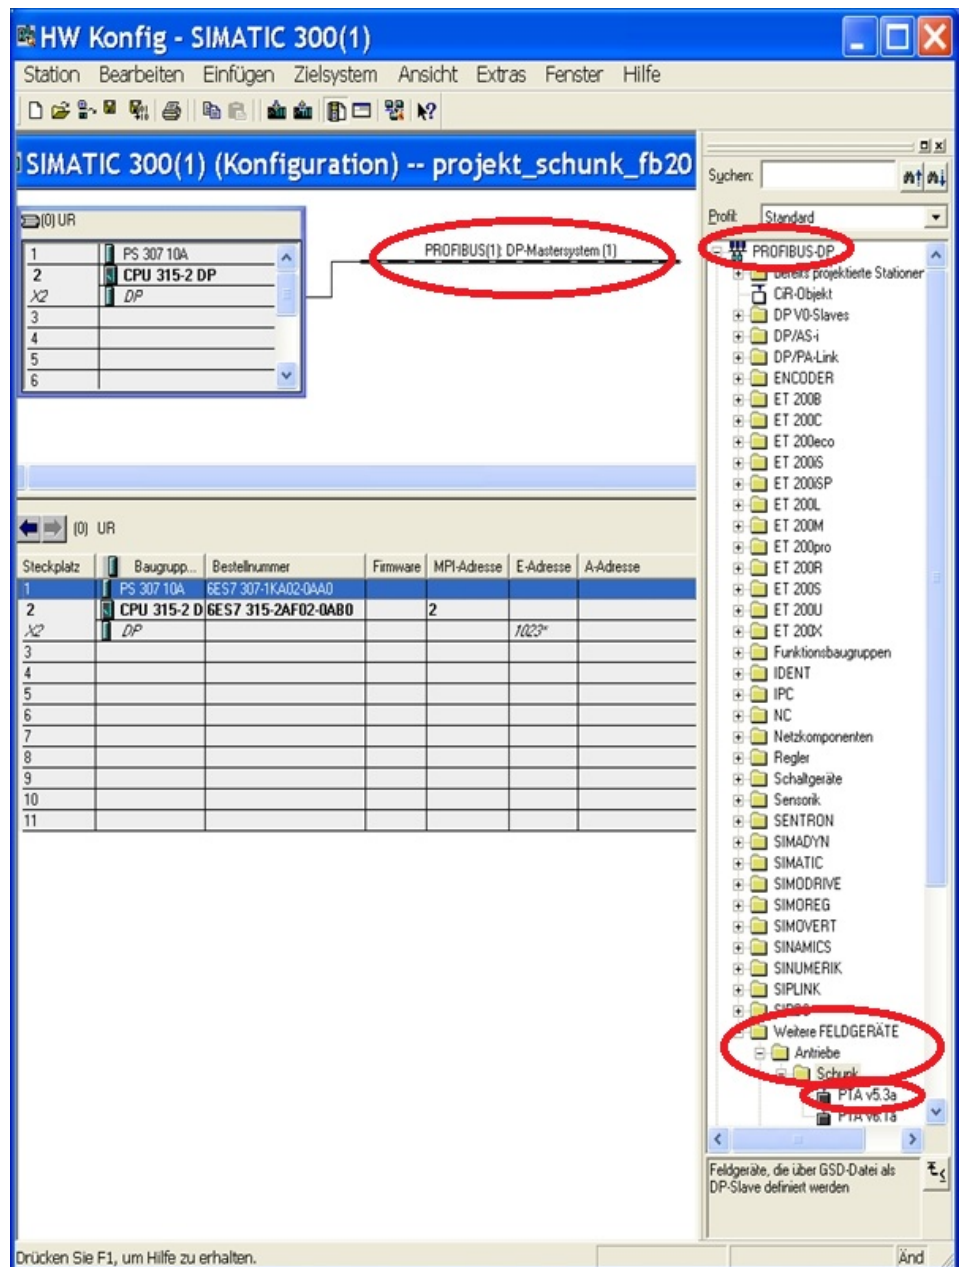 HW Konfig - SIMATIC 300(1)
Station Bearbeiten Einfügen Zielsystem Ansicht Extras Fenster Hilfe
SIMATIC 300(1) (Konfiguration) -- projekt_schunk_fb20
(0) UR
1 PS 307 10A
2 CPU 315-2 DP
X2 DP
3
4
5
6
PROFIBUS(1): DP-Mastersystem (1)
(0) UR
Steckplatz Baugrupp... Bestellnummer Firmware MPI-Adresse E-Adresse A-Adresse
1 PS 307 10A 6ES7 307-1KA02-0AA0
2 CPU 315-2 D 6ES7 315-2AF02-0AB0 2
X2 DP 1023*
3
4
5
6
7
8
9
10
11
Suchen:
Profil: Standard
PROFIBUS-DP
Bereits projektierte Stationer
CiR-Objekt
DP V0-Slaves
DP/AS-i
DP/PA-Link
ENCODER
ET 200B
ET 200C
ET 200eco
ET 200iS
ET 200iSP
ET 200L
ET 200M
ET 200pro
ET 200R
ET 200S
ET 200U
ET 200X
Funktionsbaugruppen
IDENT
IPC
NC
Netzkomponenten
Regler
Schaltgeräte
Sensorik
SENTRON
SIMADYN
SIMATIC
SIMODRIVE
SIMOREG
SIMOVERT
SINAMICS
SINUMERIK
SIPLINK
Weitere FELDGERÄTE
Antriebe
Schunk
PTA v5.3a
PTA v6.1a
Feldgeräte, die über GSD-Datei als
DP-Slave definiert werden
Drücken Sie F1, um Hilfe zu erhalten.
Änd